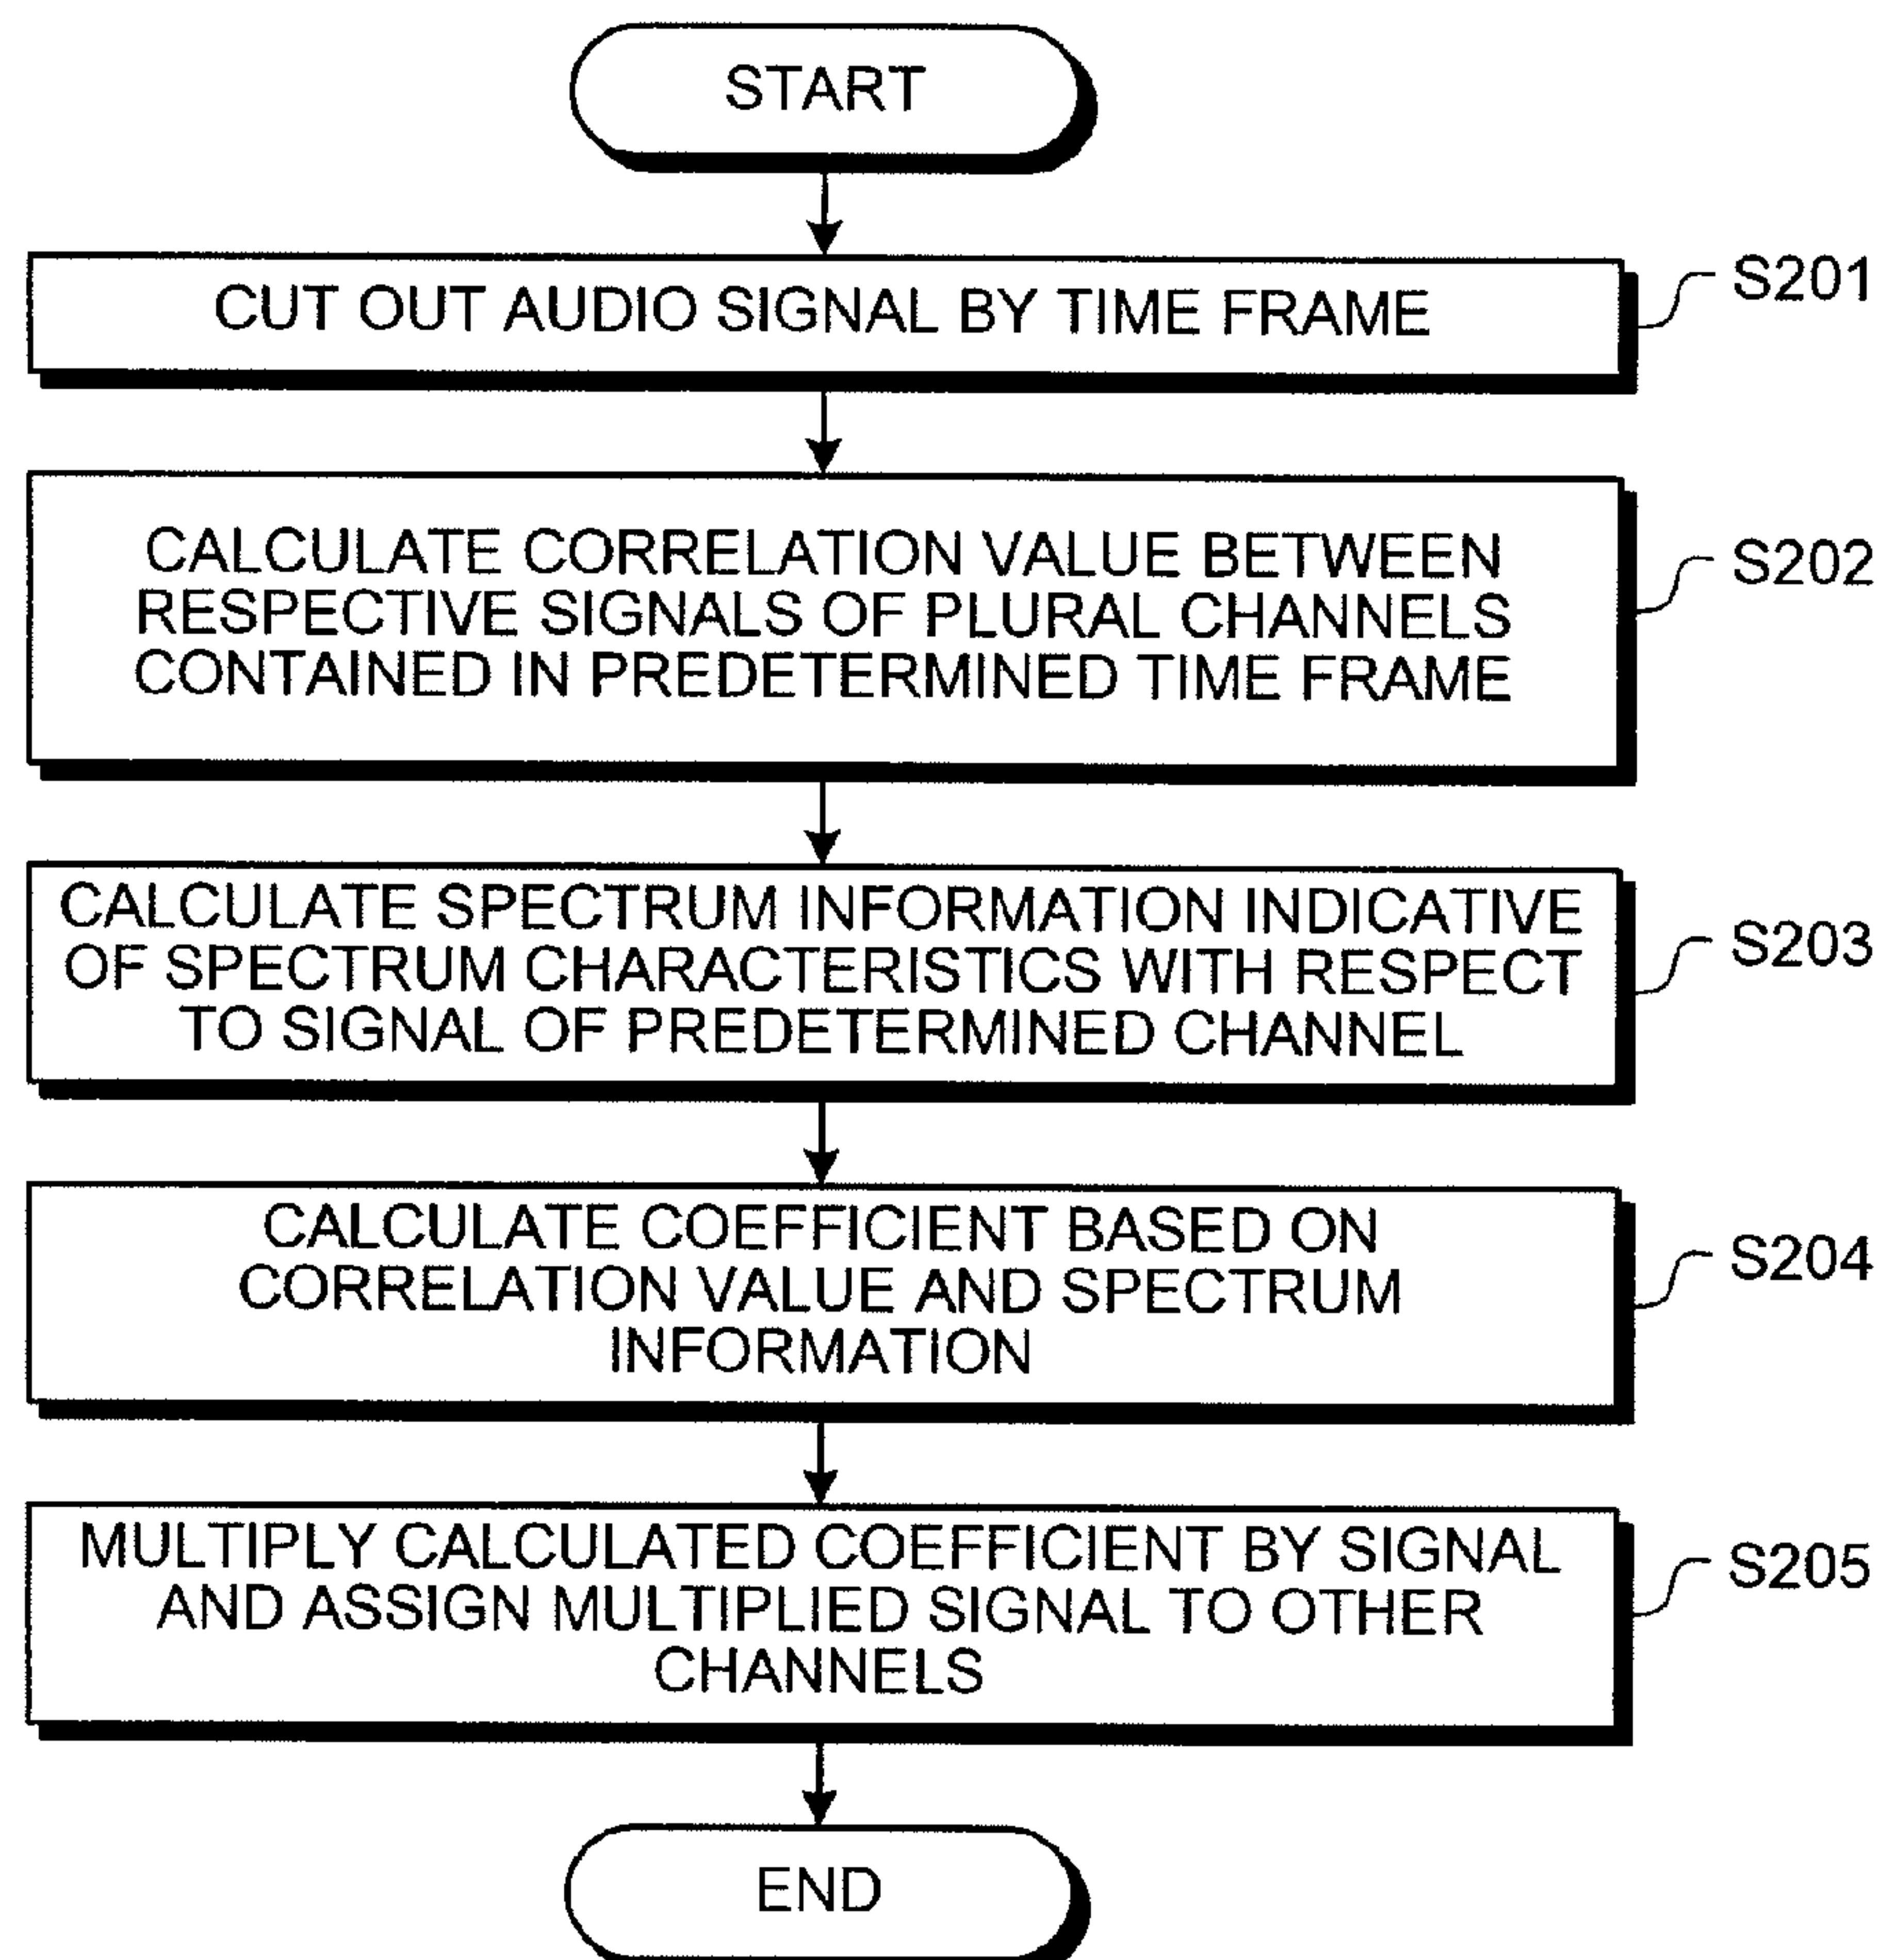 START
CUT OUT AUDIO SIGNAL BY TIME FRAME
S201
CALCULATE CORRELATION VALUE BETWEEN
RESPECTIVE SIGNALS OF PLURAL CHANNELS
CONTAINED IN PREDETERMINED TIME FRAME
S202
CALCULATE SPECTRUM INFORMATION INDICATIVE
OF SPECTRUM CHARACTERISTICS WITH RESPECT
TO SIGNAL OF PREDETERMINED CHANNEL
S203
CALCULATE COEFFICIENT BASED ON
CORRELATION VALUE AND SPECTRUM
INFORMATION
S204
MULTIPLY CALCULATED COEFFICIENT BY SIGNAL
AND ASSIGN MULTIPLIED SIGNAL TO OTHER
CHANNELS
S205
END